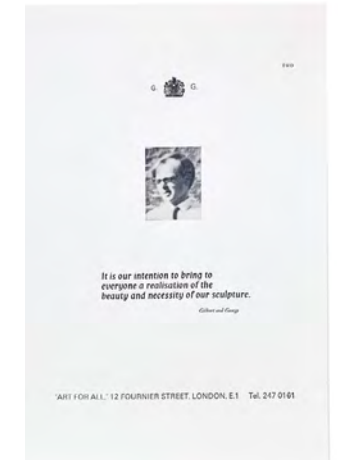 G. G.
It is our intention to bring to
everyone a realisation of the
beauty and necessity of our sculpture.
Gilbert and George
'ART FOR ALL,' 12 FOURNIER STREET, LONDON, E.1 Tel. 247 0161